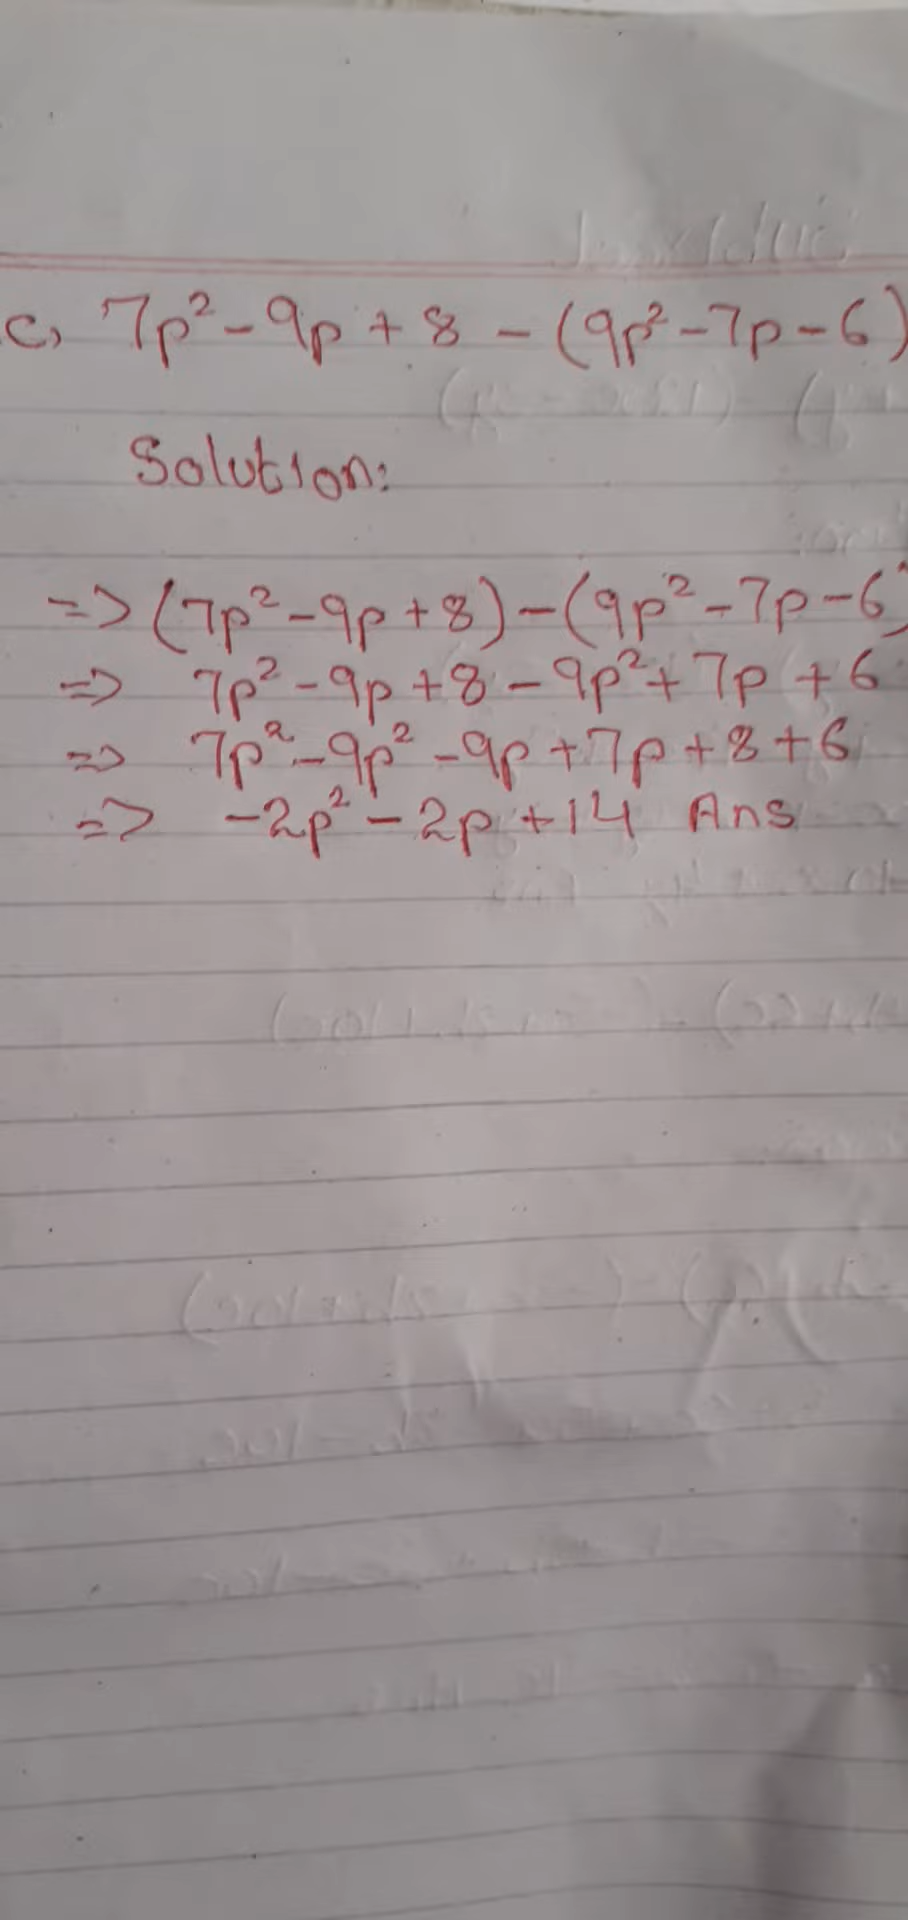 c, 7p² - 9p + 8 - (9p² - 7p - 6)
Solution:
=> (7p² - 9p + 8) - (9p² - 7p - 6)
=> 7p² - 9p + 8 - 9p² + 7p + 6
=> 7p² - 9p² - 9p + 7p + 8 + 6
=> -2p² - 2p + 14 Ans